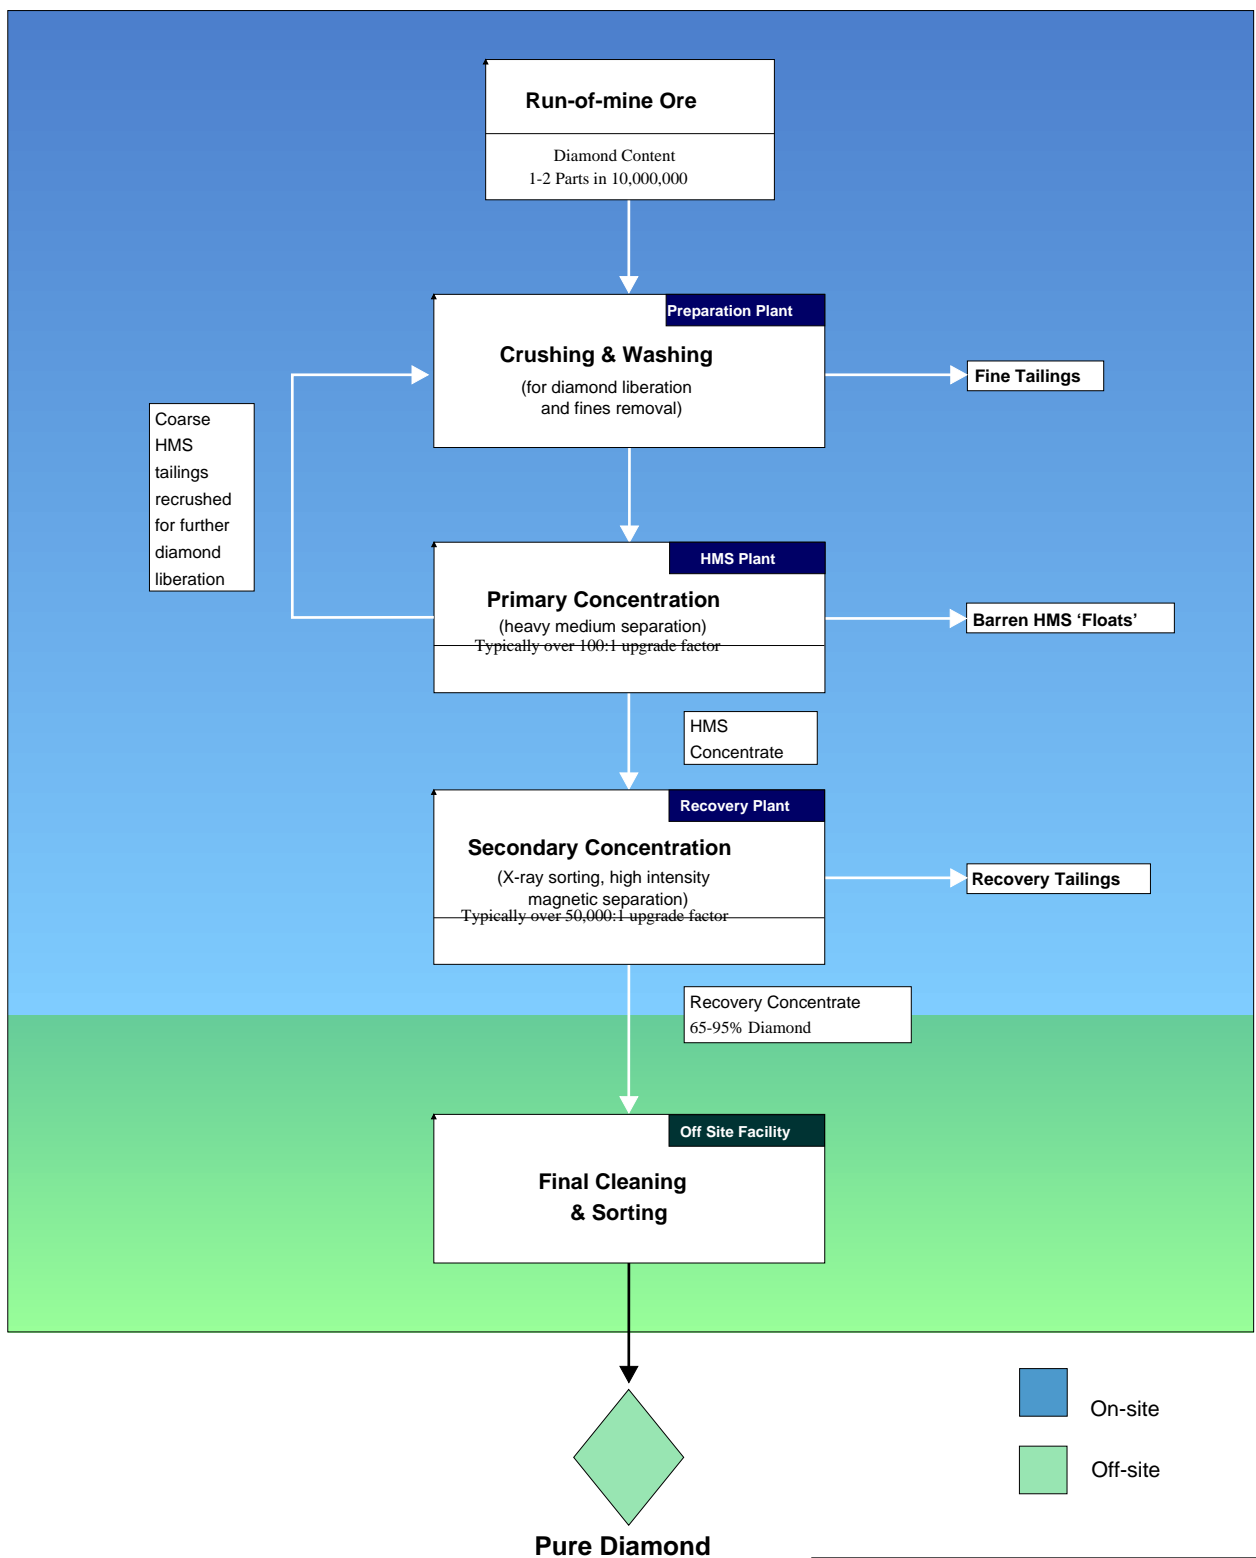 Run-of-mine Ore
Diamond Content
1-2 Parts in 10,000,000
Preparation Plant
Crushing & Washing
(for diamond liberation
and fines removal)
Fine Tailings
Coarse
HMS
tailings
recrushed
for further
diamond
liberation
HMS Plant
Primary Concentration
(heavy medium separation)
Typically over 100:1 upgrade factor
Barren HMS ‘Floats’
HMS
Concentrate
Recovery Plant
Secondary Concentration
(X-ray sorting, high intensity
magnetic separation)
Typically over 50,000:1 upgrade factor
Recovery Tailings
Recovery Concentrate
65-95% Diamond
Off Site Facility
Final Cleaning
& Sorting
On-site
Off-site
Pure Diamond